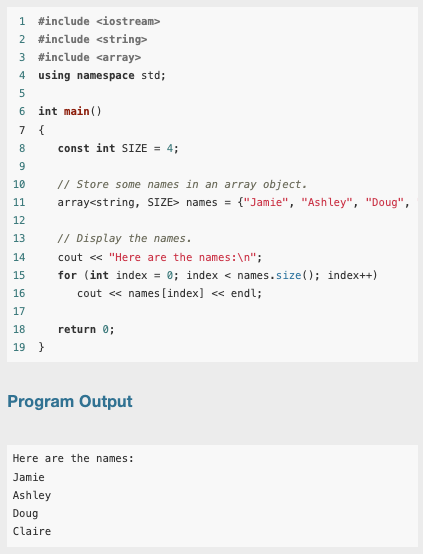 1 #include <iostream>
2 #include <string>
3 #include <array>
4 using namespace std;
5
6 int main()
7 {
8    const int SIZE = 4;
9
10    // Store some names in an array object.
11    array<string, SIZE> names = {"Jamie", "Ashley", "Doug",
12
13    // Display the names.
14    cout << "Here are the names:\n";
15    for (int index = 0; index < names.size(); index++)
16       cout << names[index] << endl;
17
18    return 0;
19 }
Program Output
Here are the names:
Jamie
Ashley
Doug
Claire